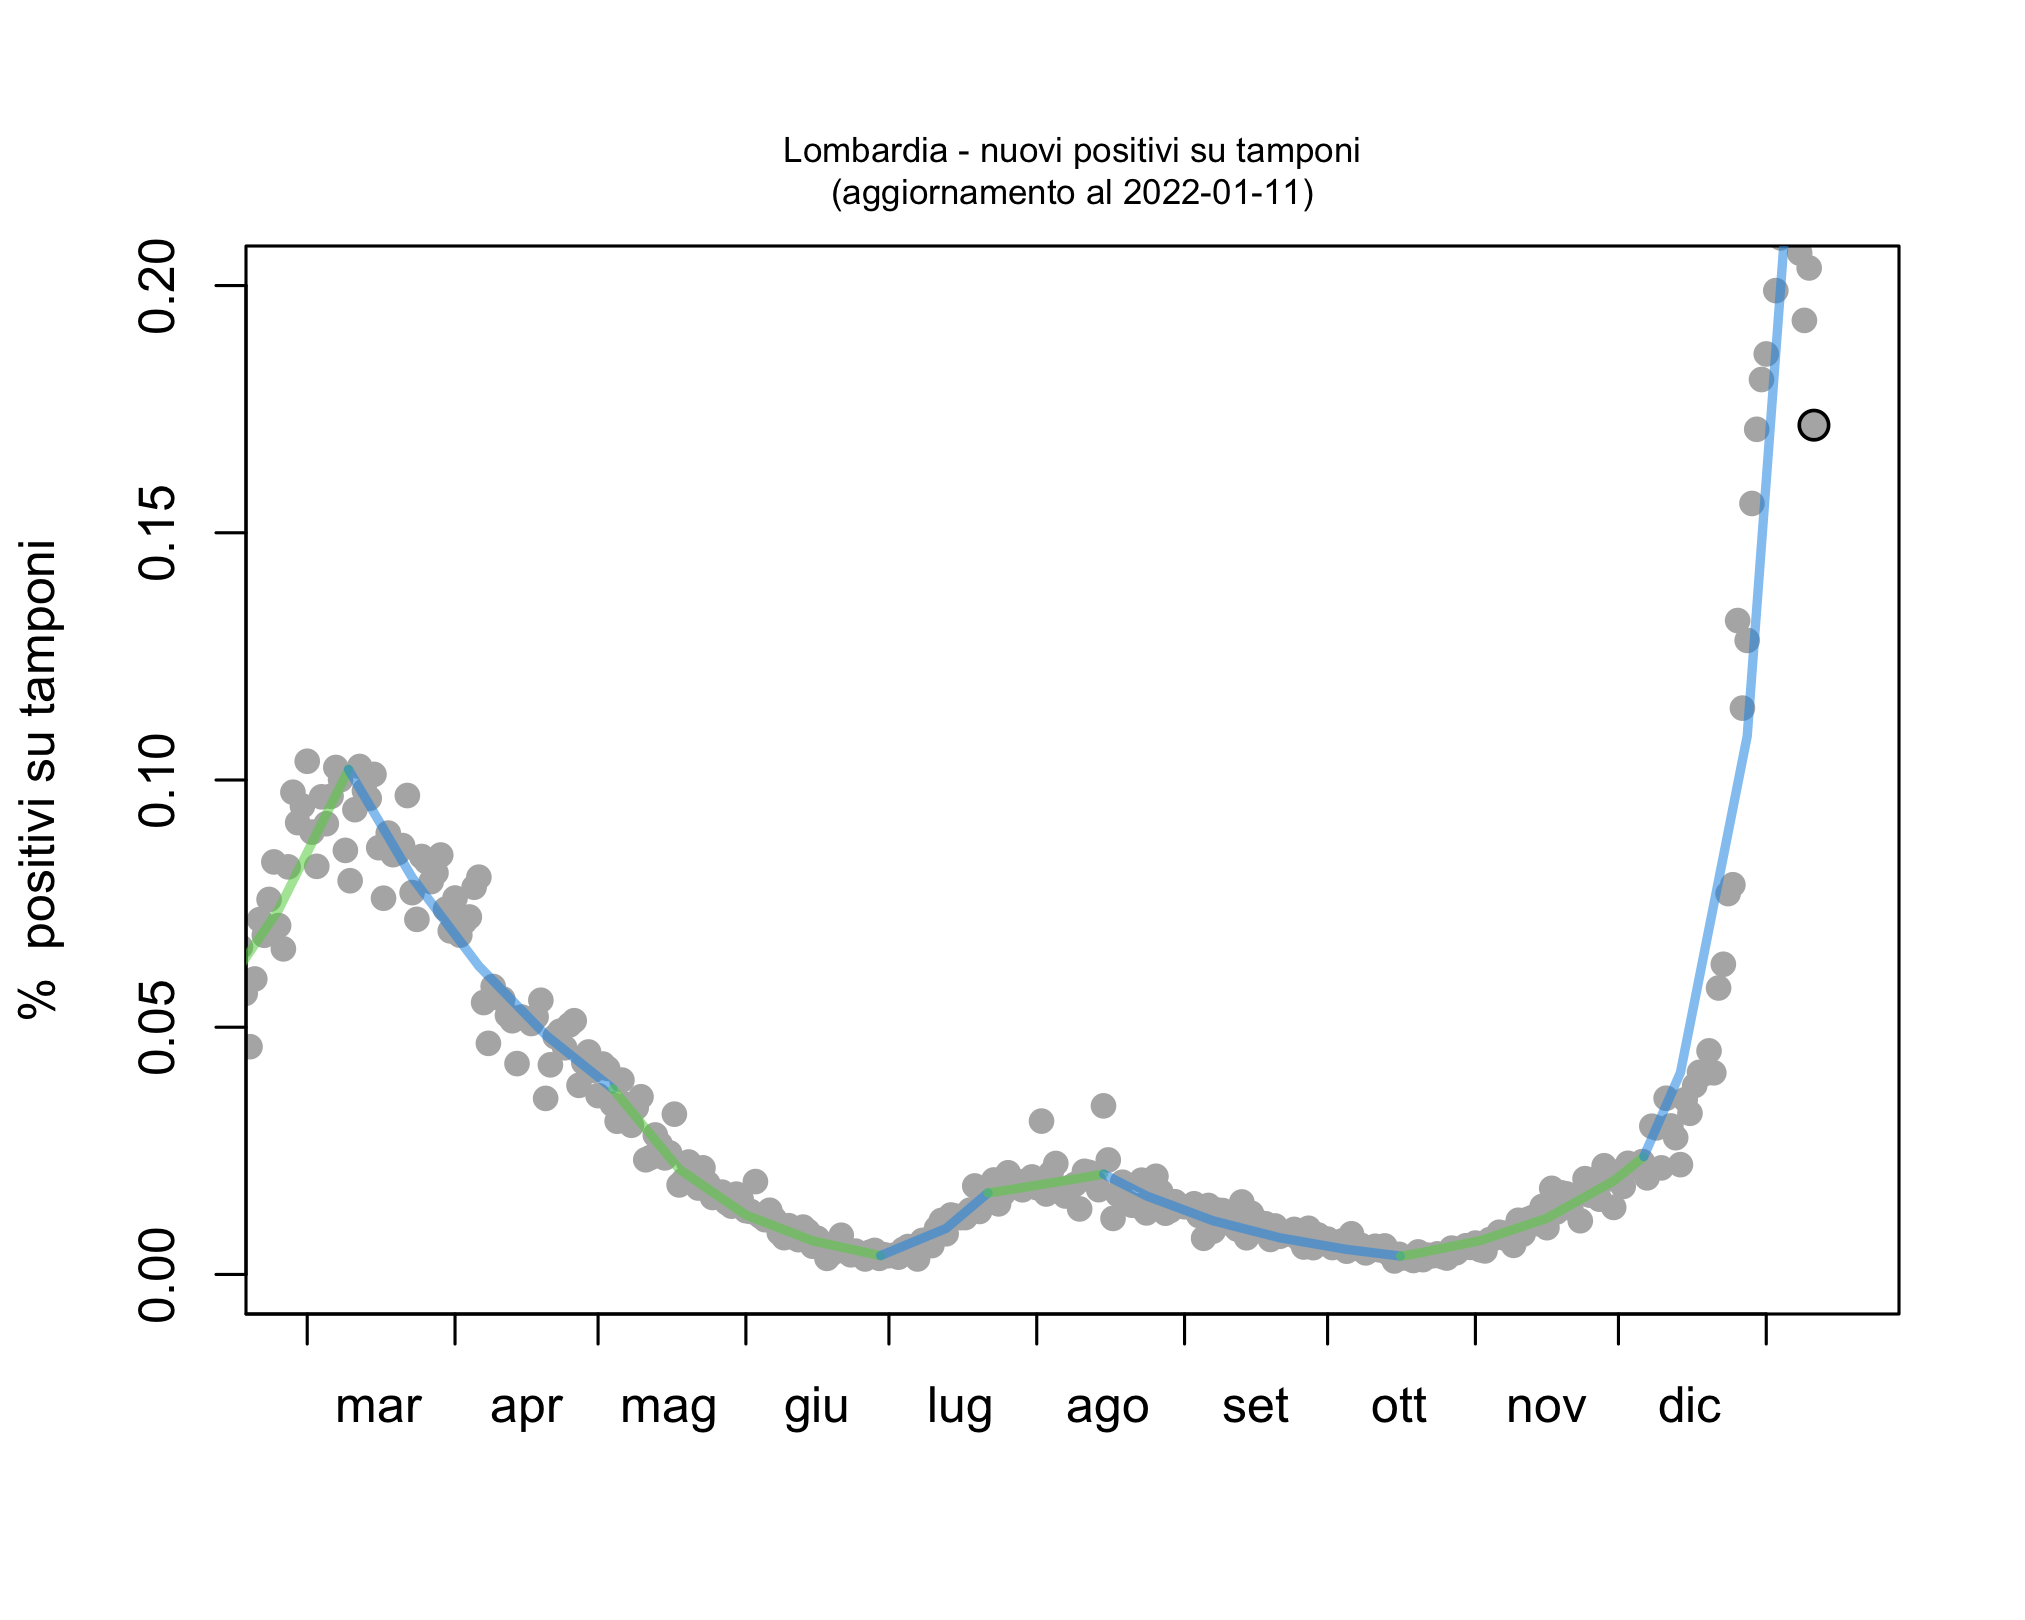 Lombardia - nuovi positivi su tamponi
(aggiornamento al 2022-01-11)
% positivi su tamponi
0.20
0.15
0.10
0.05
0.00
mar apr mag giu lug ago set ott nov dic